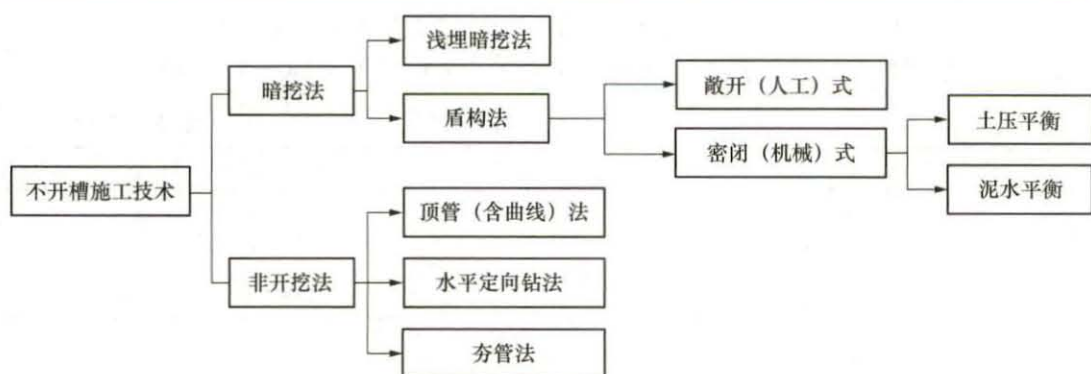 不开槽施工技术
暗挖法
浅埋暗挖法
盾构法
敞开（人工）式
密闭（机械）式
土压平衡
泥水平衡
非开挖法
顶管（含曲线）法
水平定向钻法
夯管法